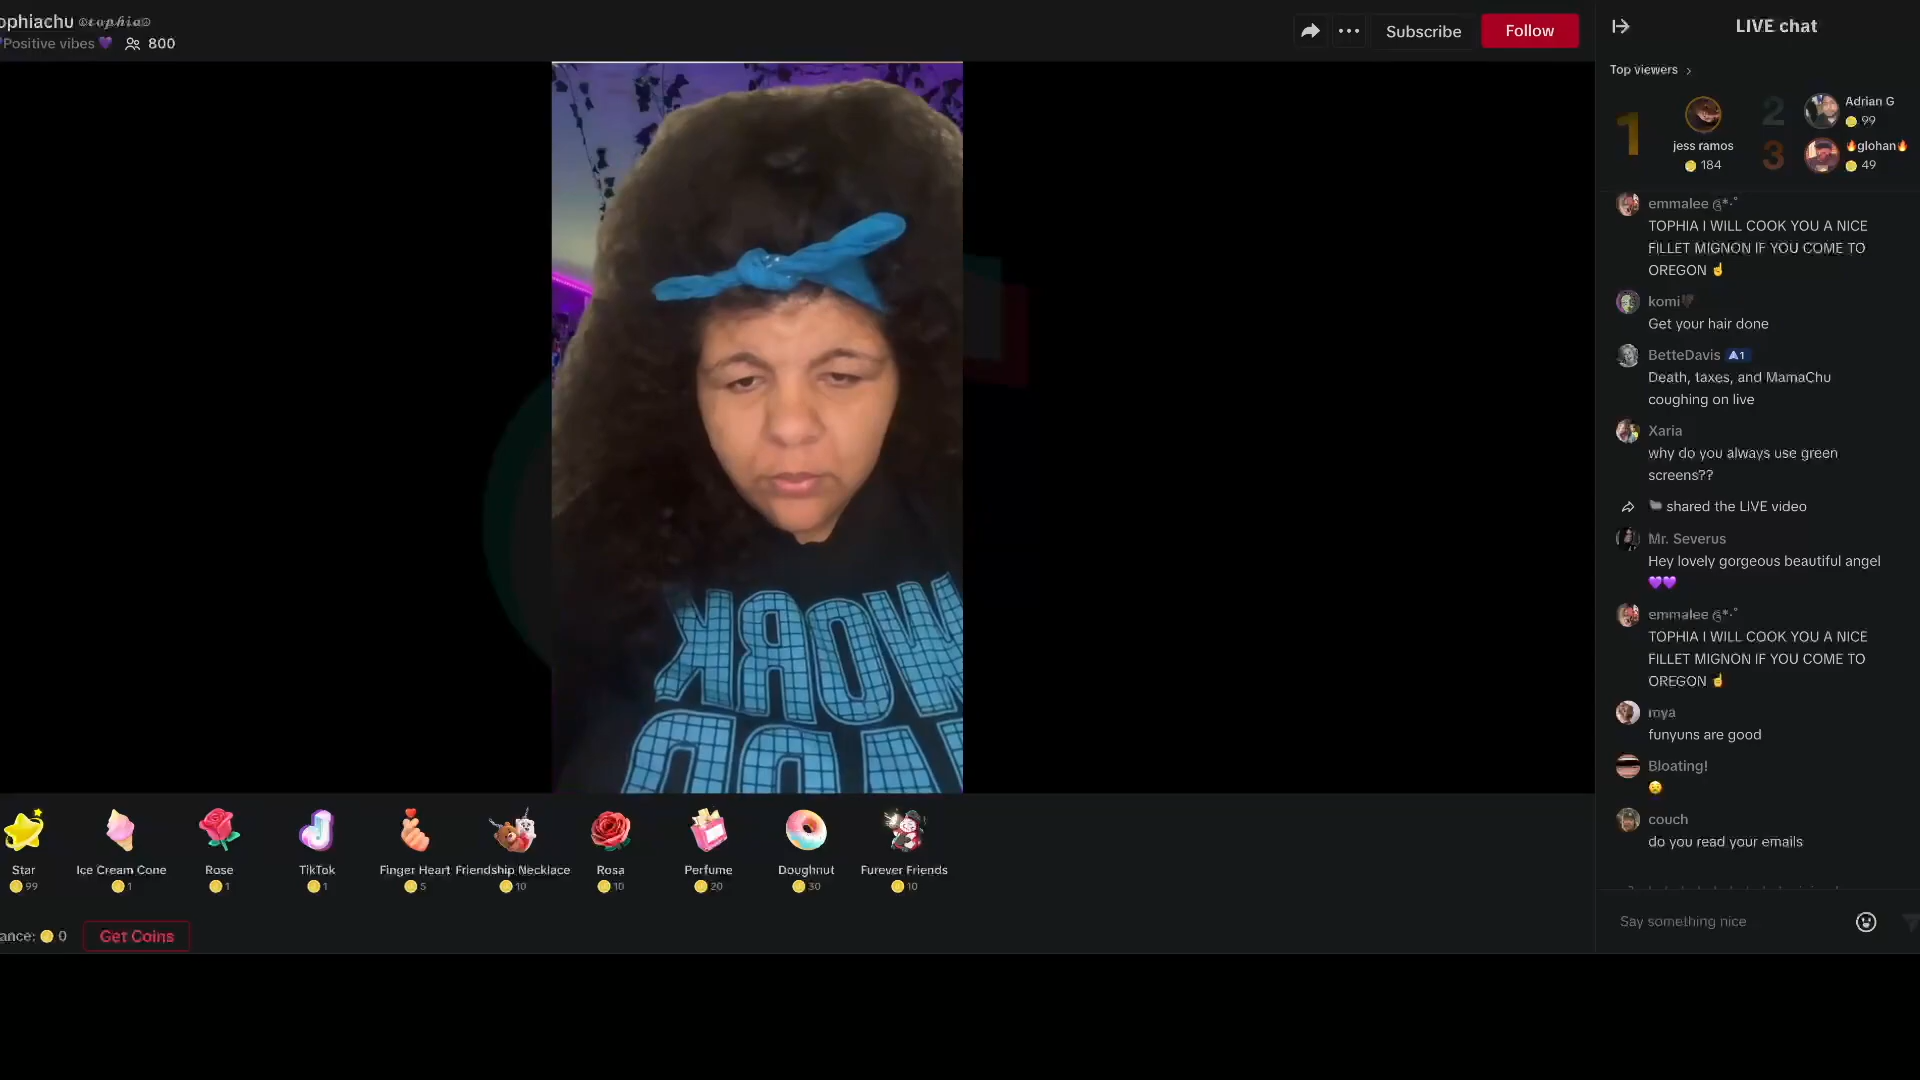 ophiachu @tophia
Positive vibes 💜 800
Subscribe
Follow
LIVE chat
Top viewers >
1
jess ramos
184
2
Adrian G
99
3
🔥glohan🔥
49
emmalee
TOPHIA I WILL COOK YOU A NICE
FILLET MIGNON IF YOU COME TO
OREGON ☝️
komi
Get your hair done
BetteDavis 1
Death, taxes, and MamaChu
coughing on live
Xaria
why do you always use green
screens??
shared the LIVE video
Mr. Severus
Hey lovely gorgeous beautiful angel
💜💜
emmalee
TOPHIA I WILL COOK YOU A NICE
FILLET MIGNON IF YOU COME TO
OREGON ☝️
mya
funyuns are good
Bloating!
😟
couch
do you read your emails
Say something nice
WORK
Star
99
Ice Cream Cone
1
Rose
1
TikTok
1
Finger Heart
5
Friendship Necklace
10
Rosa
10
Perfume
20
Doughnut
30
Furever Friends
10
ance: 0
Get Coins